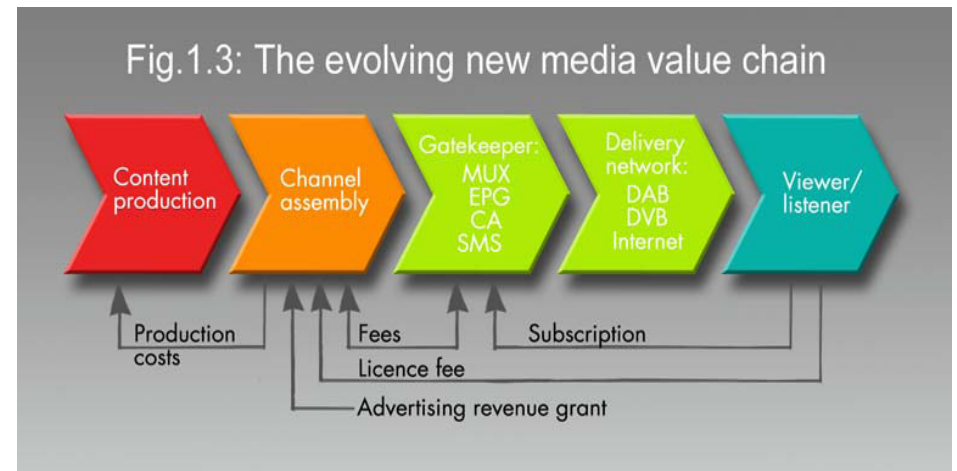 Fig.1.3: The evolving new media value chain
Content
production
Channel
assembly
Gatekeeper:
MUX
EPG
CA
SMS
Delivery
network:
DAB
DVB
Internet
Viewer/
listener
Production
costs
Fees
Subscription
Licence fee
Advertising revenue grant